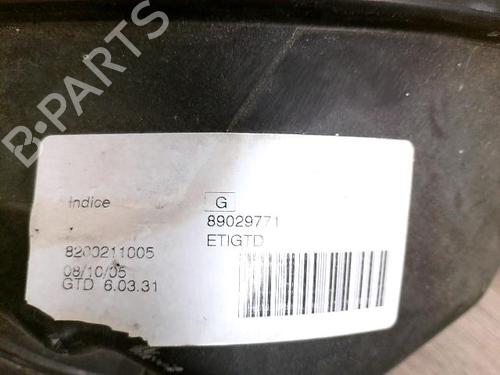 B-PARTS
Indice G
89029771
ETIGTD
8200211005
08/10/05
GTD 6.03.31